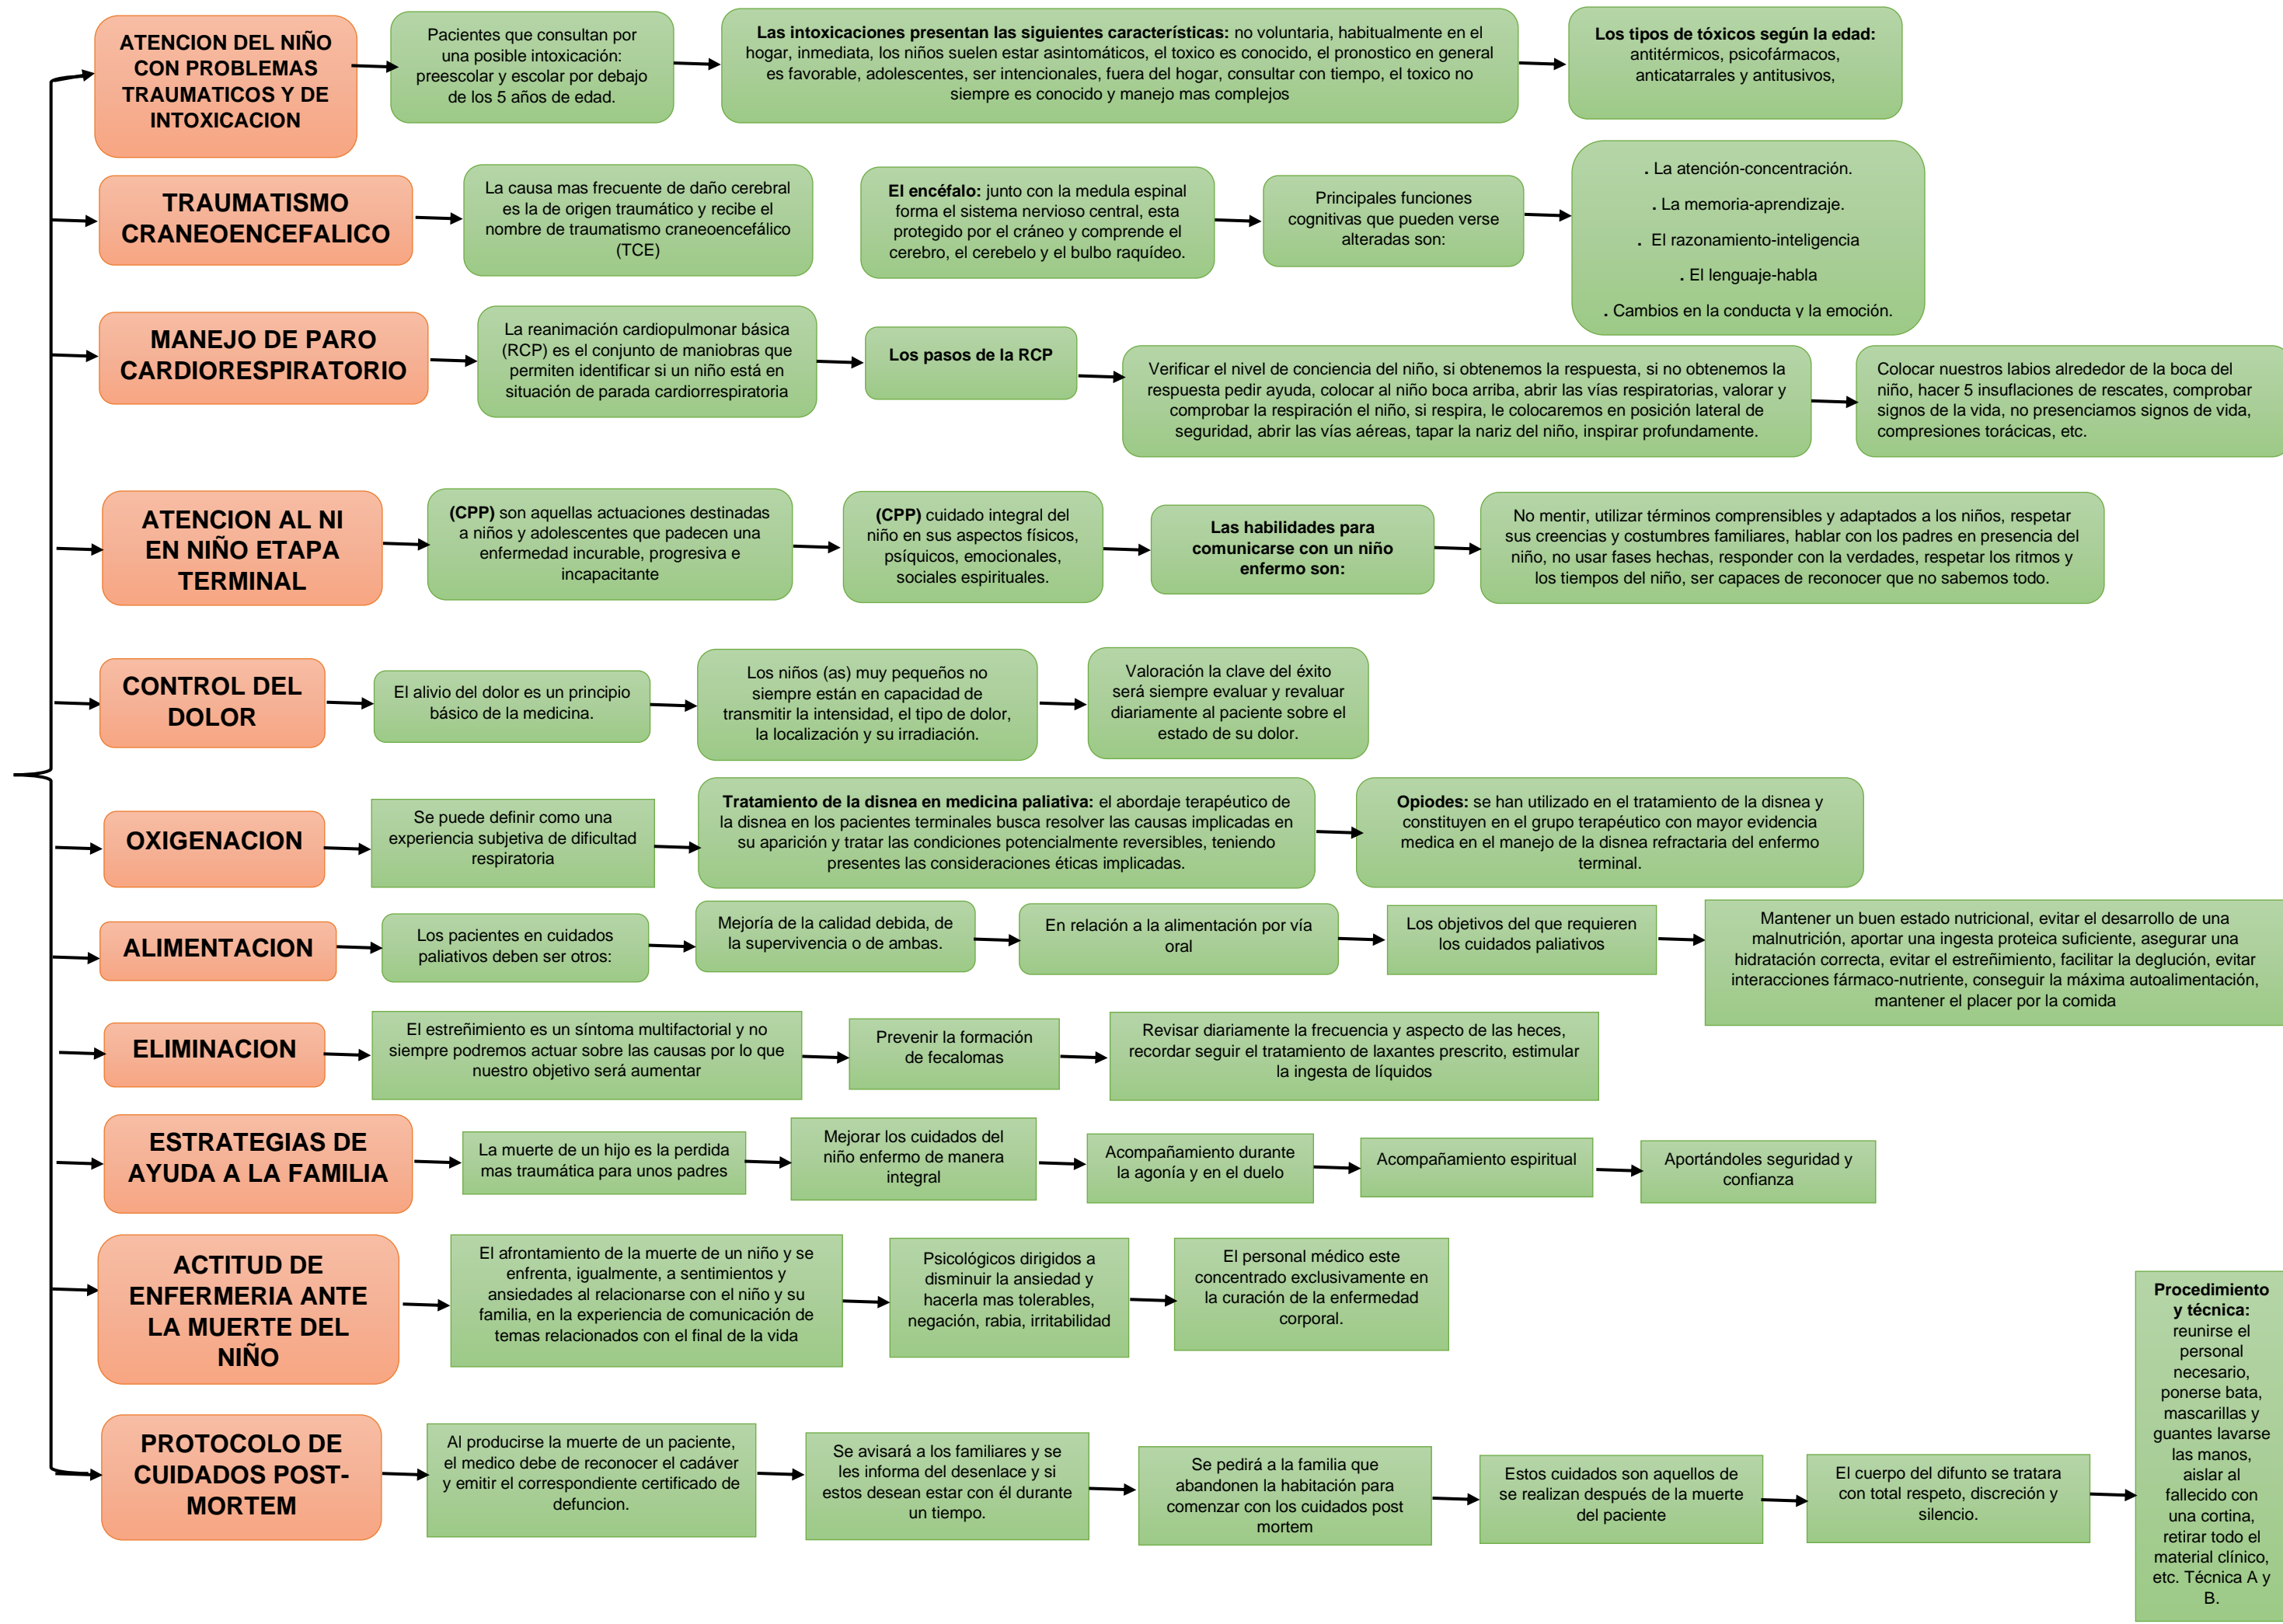 ATENCION DEL NIÑO
CON PROBLEMAS
TRAUMATICOS Y DE
INTOXICACION
Pacientes que consultan por
una posible intoxicación:
preescolar y escolar por debajo
de los 5 años de edad.
Las intoxicaciones presentan las siguientes características: no voluntaria, habitualmente en el
hogar, inmediata, los niños suelen estar asintomáticos, el toxico es conocido, el pronostico en general
es favorable, adolescentes, ser intencionales, fuera del hogar, consultar con tiempo, el toxico no
siempre es conocido y manejo mas complejos
Los tipos de tóxicos según la edad:
antitérmicos, psicofármacos,
anticatarrales y antitusivos,
TRAUMATISMO
CRANEOENCEFALICO
La causa mas frecuente de daño cerebral
es la de origen traumático y recibe el
nombre de traumatismo craneoencefálico
(TCE)
El encéfalo: junto con la medula espinal
forma el sistema nervioso central, esta
protegido por el cráneo y comprende el
cerebro, el cerebelo y el bulbo raquídeo.
Principales funciones
cognitivas que pueden verse
alteradas son:
. La atención-concentración.
. La memoria-aprendizaje.
. El razonamiento-inteligencia
. El lenguaje-habla
. Cambios en la conducta y la emoción.
MANEJO DE PARO
CARDIORESPIRATORIO
La reanimación cardiopulmonar básica
(RCP) es el conjunto de maniobras que
permiten identificar si un niño está en
situación de parada cardiorrespiratoria
Los pasos de la RCP
Verificar el nivel de conciencia del niño, si obtenemos la respuesta, si no obtenemos la
respuesta pedir ayuda, colocar al niño boca arriba, abrir las vías respiratorias, valorar y
comprobar la respiración el niño, si respira, le colocaremos en posición lateral de
seguridad, abrir las vías aéreas, tapar la nariz del niño, inspirar profundamente.
Colocar nuestros labios alrededor de la boca del
niño, hacer 5 insuflaciones de rescates, comprobar
signos de la vida, no presenciamos signos de vida,
compresiones torácicas, etc.
ATENCION AL NI
EN NIÑO ETAPA
TERMINAL
(CPP) son aquellas actuaciones destinadas
a niños y adolescentes que padecen una
enfermedad incurable, progresiva e
incapacitante
(CPP) cuidado integral del
niño en sus aspectos físicos,
psíquicos, emocionales,
sociales espirituales.
Las habilidades para
comunicarse con un niño
enfermo son:
No mentir, utilizar términos comprensibles y adaptados a los niños, respetar
sus creencias y costumbres familiares, hablar con los padres en presencia del
niño, no usar fases hechas, responder con la verdades, respetar los ritmos y
los tiempos del niño, ser capaces de reconocer que no sabemos todo.
CONTROL DEL
DOLOR
El alivio del dolor es un principio
básico de la medicina.
Los niños (as) muy pequeños no
siempre están en capacidad de
transmitir la intensidad, el tipo de dolor,
la localización y su irradiación.
Valoración la clave del éxito
será siempre evaluar y revaluar
diariamente al paciente sobre el
estado de su dolor.
OXIGENACION
Se puede definir como una
experiencia subjetiva de dificultad
respiratoria
Tratamiento de la disnea en medicina paliativa: el abordaje terapéutico de
la disnea en los pacientes terminales busca resolver las causas implicadas en
su aparición y tratar las condiciones potencialmente reversibles, teniendo
presentes las consideraciones éticas implicadas.
Opiodes: se han utilizado en el tratamiento de la disnea y
constituyen en el grupo terapéutico con mayor evidencia
medica en el manejo de la disnea refractaria del enfermo
terminal.
ALIMENTACION
Los pacientes en cuidados
paliativos deben ser otros:
Mejoría de la calidad debida, de
la supervivencia o de ambas.
En relación a la alimentación por vía
oral
Los objetivos del que requieren
los cuidados paliativos
Mantener un buen estado nutricional, evitar el desarrollo de una
malnutrición, aportar una ingesta proteica suficiente, asegurar una
hidratación correcta, evitar el estreñimiento, facilitar la deglución, evitar
interacciones fármaco-nutriente, conseguir la máxima autoalimentación,
mantener el placer por la comida
ELIMINACION
El estreñimiento es un síntoma multifactorial y no
siempre podremos actuar sobre las causas por lo que
nuestro objetivo será aumentar
Prevenir la formación
de fecalomas
Revisar diariamente la frecuencia y aspecto de las heces,
recordar seguir el tratamiento de laxantes prescrito, estimular
la ingesta de líquidos
ESTRATEGIAS DE
AYUDA A LA FAMILIA
La muerte de un hijo es la perdida
mas traumática para unos padres
Mejorar los cuidados del
niño enfermo de manera
integral
Acompañamiento durante
la agonía y en el duelo
Acompañamiento espiritual
Aportándoles seguridad y
confianza
ACTITUD DE
ENFERMERIA ANTE
LA MUERTE DEL
NIÑO
El afrontamiento de la muerte de un niño y se
enfrenta, igualmente, a sentimientos y
ansiedades al relacionarse con el niño y su
familia, en la experiencia de comunicación de
temas relacionados con el final de la vida
Psicológicos dirigidos a
disminuir la ansiedad y
hacerla mas tolerables,
negación, rabia, irritabilidad
El personal médico este
concentrado exclusivamente en
la curación de la enfermedad
corporal.
PROTOCOLO DE
CUIDADOS POST-
MORTEM
Al producirse la muerte de un paciente,
el medico debe de reconocer el cadáver
y emitir el correspondiente certificado de
defuncion.
Se avisará a los familiares y se
les informa del desenlace y si
estos desean estar con él durante
un tiempo.
Se pedirá a la familia que
abandonen la habitación para
comenzar con los cuidados post
mortem
Estos cuidados son aquellos de
se realizan después de la muerte
del paciente
El cuerpo del difunto se tratara
con total respeto, discreción y
silencio.
Procedimiento
y técnica:
reunirse el
personal
necesario,
ponerse bata,
mascarillas y
guantes lavarse
las manos,
aislar al
fallecido con
una cortina,
retirar todo el
material clínico,
etc. Técnica A y
B.